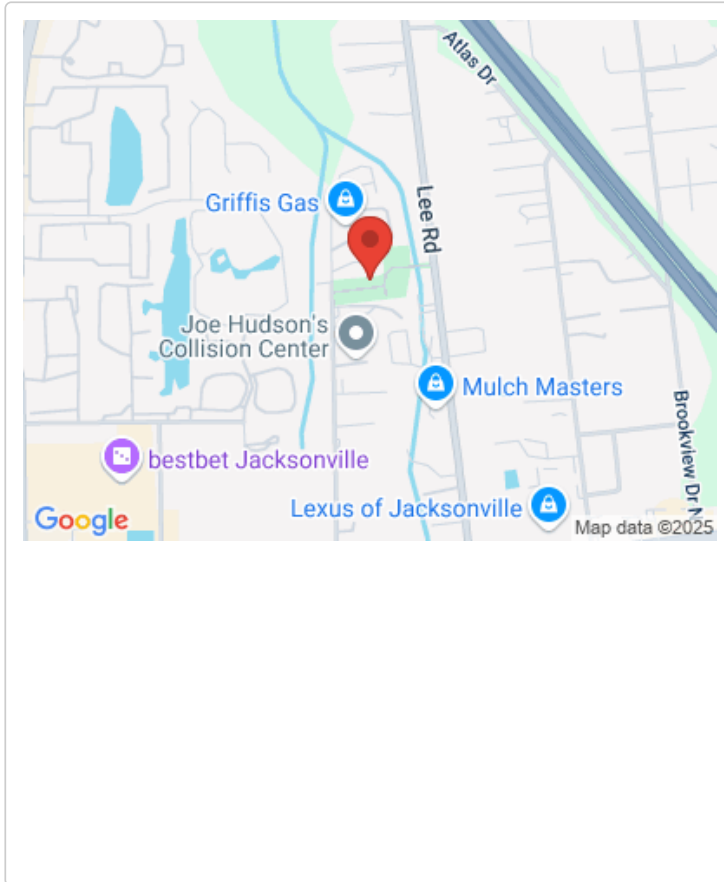 Atlas Dr
Griffis Gas
Lee Rd
Joe Hudson's
Collision Center
Mulch Masters
Brookview Dr N
bestbet Jacksonville
Lexus of Jacksonville
Google
Map data ©2025